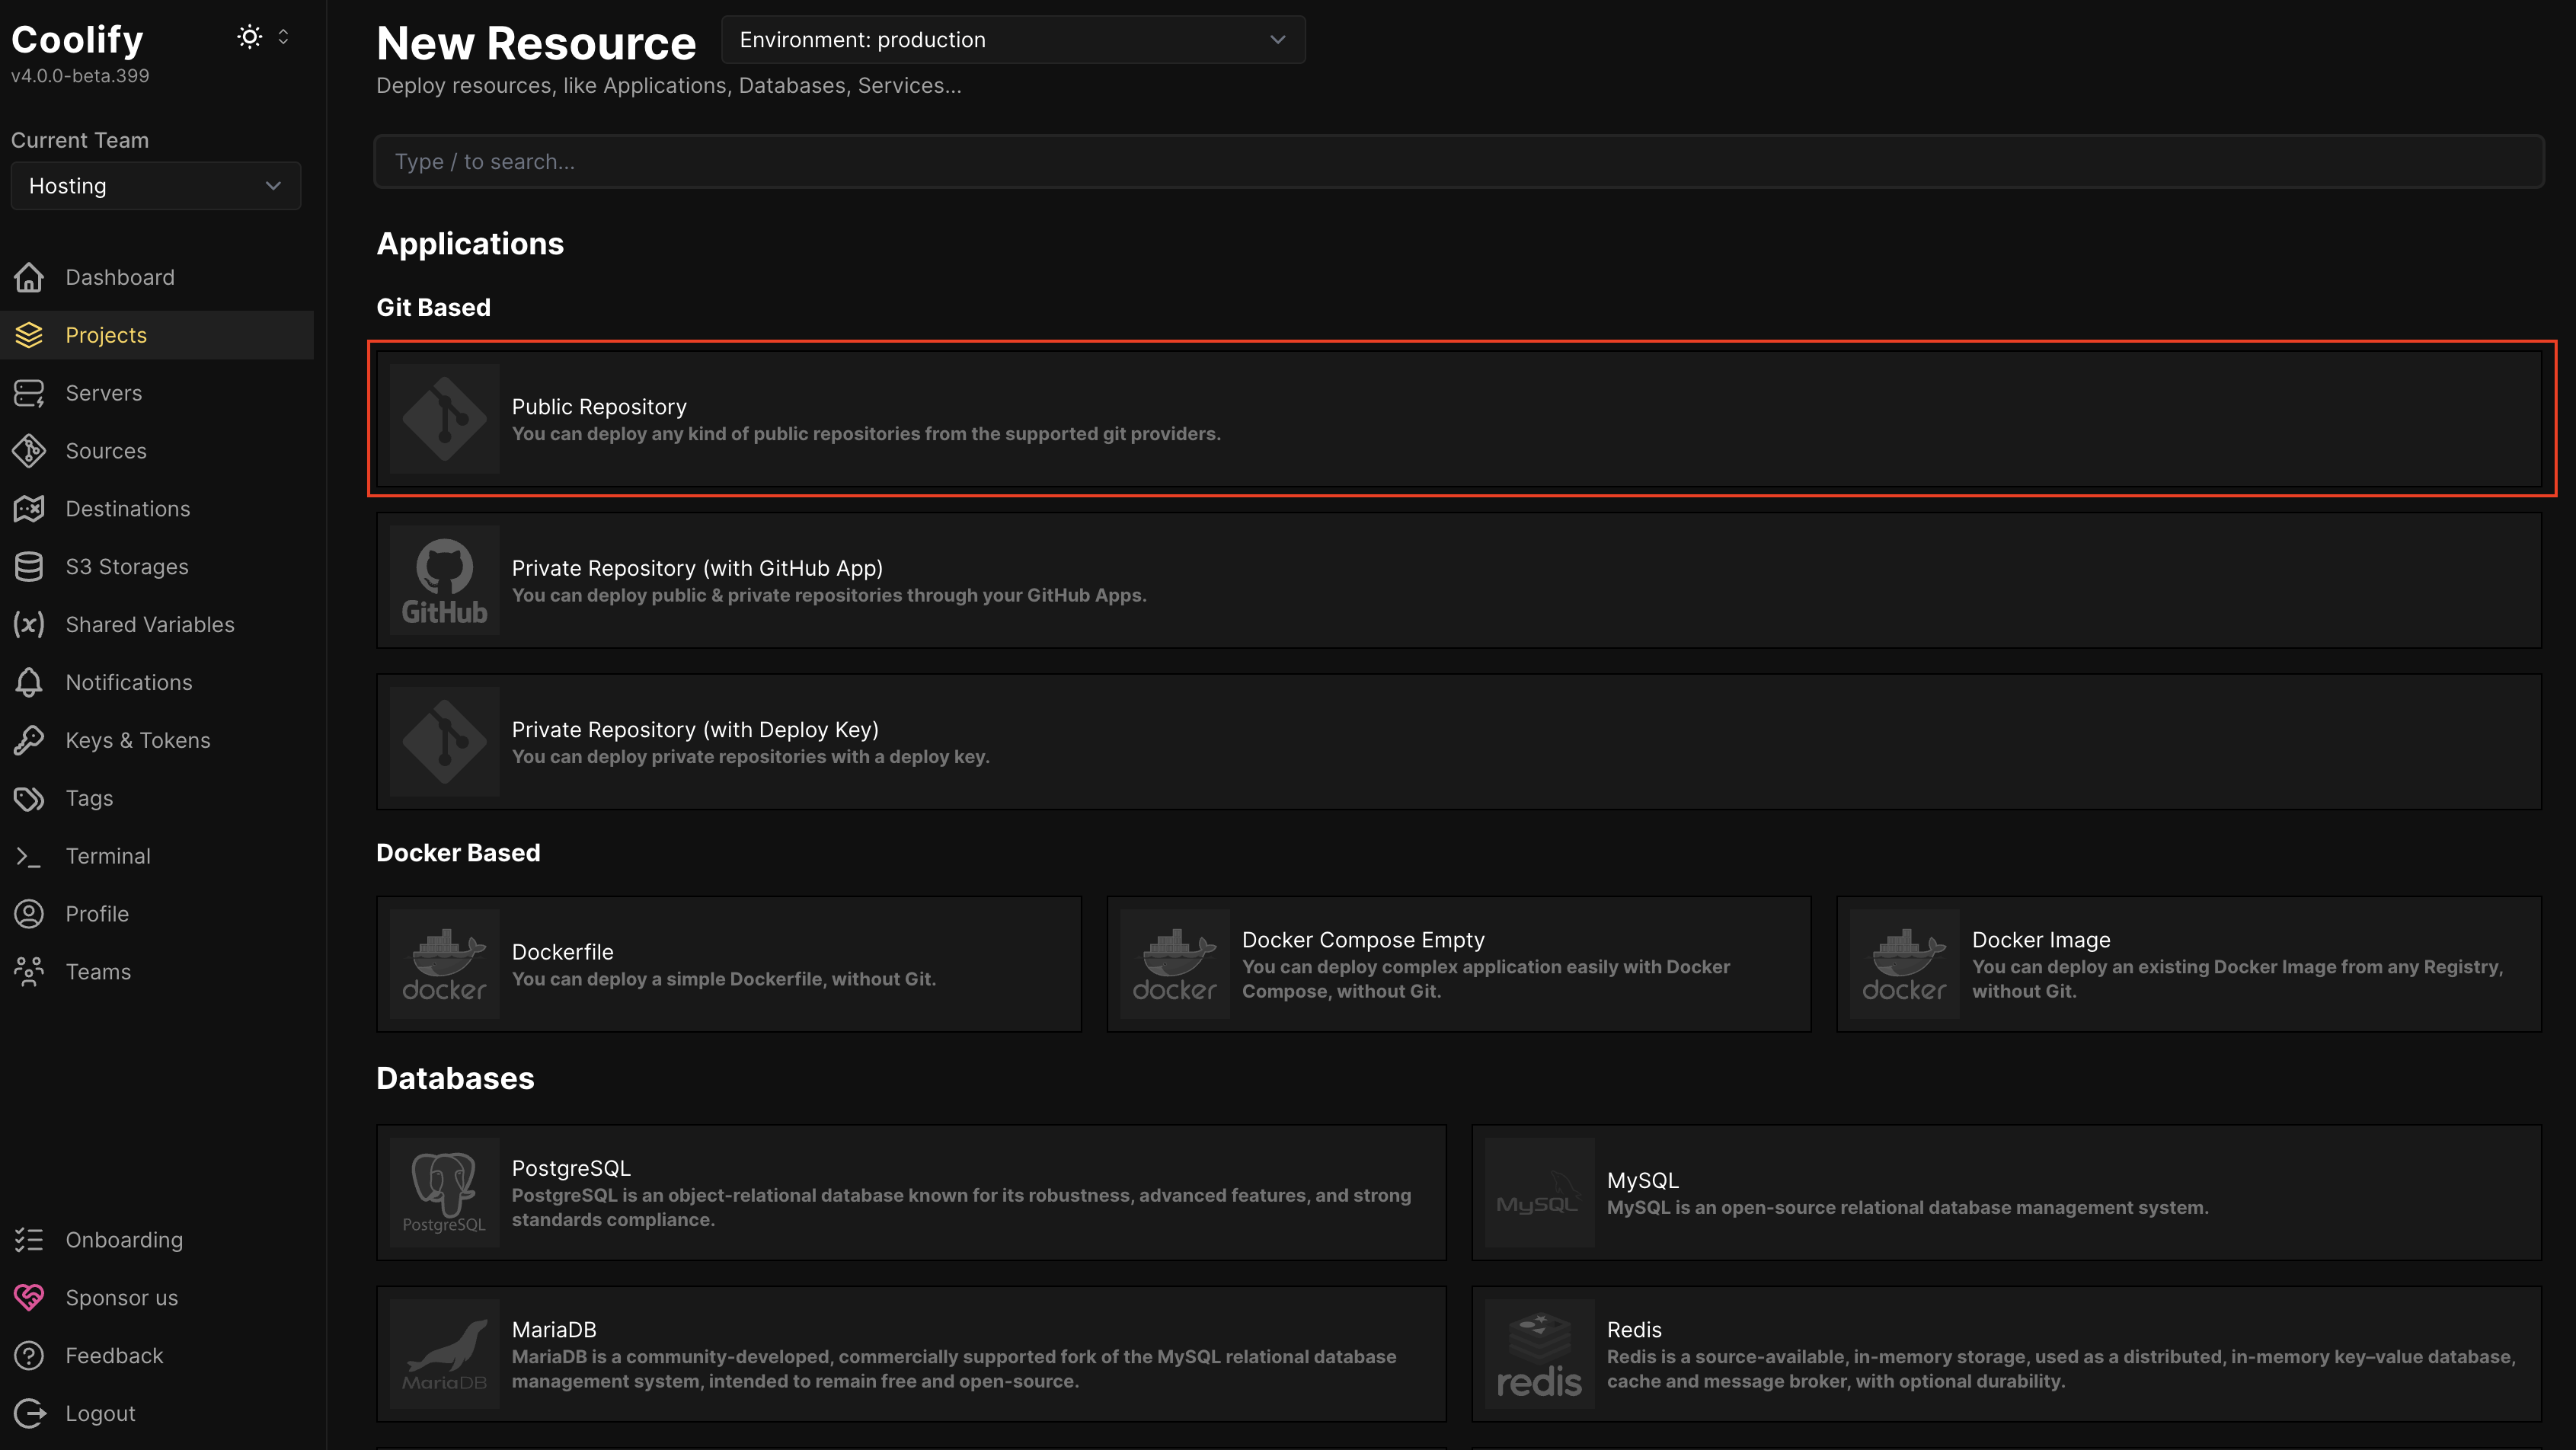 Coolify
v4.0.0-beta.399
Current Team
Hosting
Dashboard
Projects
Servers
Sources
Destinations
S3 Storages
Shared Variables
Notifications
Keys & Tokens
Tags
Terminal
Profile
Teams
Onboarding
Sponsor us
Feedback
Logout
New Resource
Environment: production
Deploy resources, like Applications, Databases, Services...
Type / to search...
Applications
Git Based
Public Repository
You can deploy any kind of public repositories from the supported git providers.
GitHub
Private Repository (with GitHub App)
You can deploy public & private repositories through your GitHub Apps.
Private Repository (with Deploy Key)
You can deploy private repositories with a deploy key.
Docker Based
docker
Dockerfile
You can deploy a simple Dockerfile, without Git.
docker
Docker Compose Empty
You can deploy complex application easily with Docker
Compose, without Git.
docker
Docker Image
You can deploy an existing Docker Image from any Registry,
without Git.
Databases
PostgreSQL
PostgreSQL
PostgreSQL is an object-relational database known for its robustness, advanced features, and strong
standards compliance.
MySQL
MySQL
MySQL is an open-source relational database management system.
MariaDB
MariaDB
MariaDB is a community-developed, commercially supported fork of the MySQL relational database
management system, intended to remain free and open-source.
redis
Redis
Redis is a source-available, in-memory storage, used as a distributed, in-memory key–value database,
cache and message broker, with optional durability.